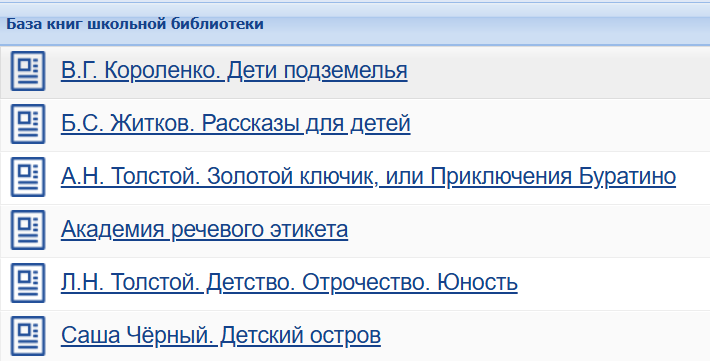 База книг школьной библиотеки
В.Г. Короленко. Дети подземелья
Б.С. Житков. Рассказы для детей
А.Н. Толстой. Золотой ключик, или Приключения Буратино
Академия речевого этикета
Л.Н. Толстой. Детство. Отрочество. Юность
Саша Чёрный. Детский остров